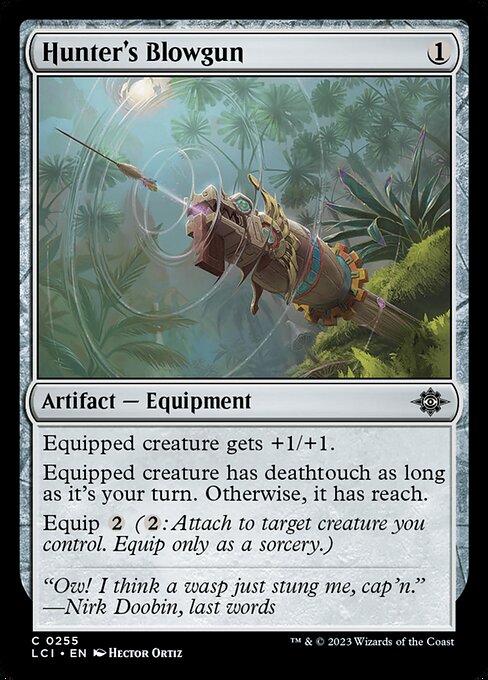 Hunter's Blowgun 1
Artifact — Equipment
Equipped creature gets +1/+1.
Equipped creature has deathtouch as long
as it's your turn. Otherwise, it has reach.
Equip 2 (2: Attach to target creature you
control. Equip only as a sorcery.)
"Ow! I think a wasp just stung me, cap'n."
—Nirk Doobin, last words
C 0255
LCI • EN Hector Ortiz
™ & © 2023 Wizards of the Coast